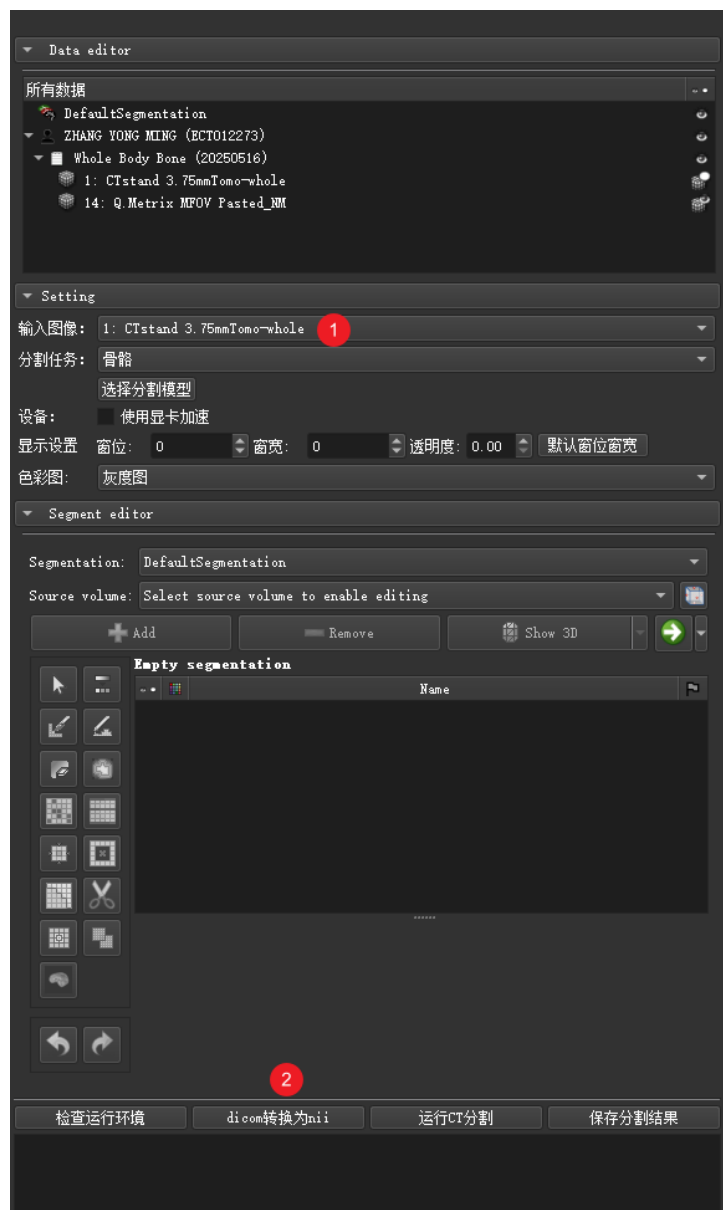 Data editor
所有数据
DefaultSegmentation
ZHANG YONG MING (ECT012273)
Whole Body Bone (20250516)
1: CTstand 3.75mmTomo-whole
14: Q.Metrix MFOV Pasted_NM
Setting
输入图像: 1: CTstand 3.75mmTomo-whole 1
分割任务: 骨骼
选择分割模型
设备: 使用显卡加速
显示设置 窗位: 0 窗宽: 0 透明度: 0.00 默认窗位窗宽
色彩图: 灰度图
Segment editor
Segmentation: DefaultSegmentation
Source volume: Select source volume to enable editing
Add Remove Show 3D
Empty segmentation
Name
2
检查运行环境 dicom转换为nii 运行CT分割 保存分割结果